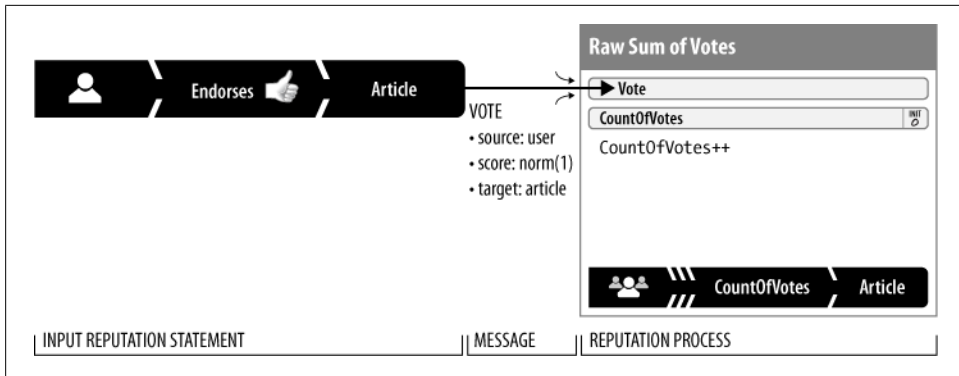 Raw Sum of Votes
Endorses
Article
Vote
VOTE
• source: user
• score: norm(1)
• target: article
CountOfVotes
INIT
0
CountOfVotes++
CountOfVotes
Article
INPUT REPUTATION STATEMENT
MESSAGE
REPUTATION PROCESS